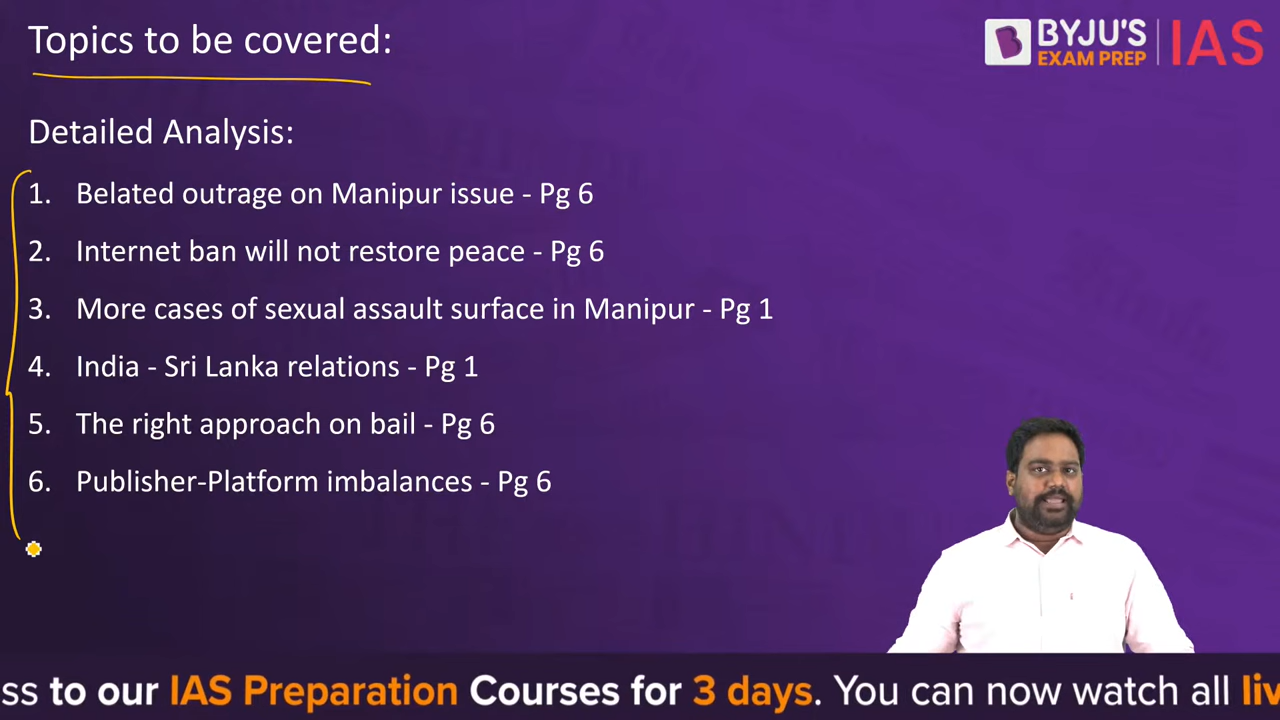 Topics to be covered:
BYJU'S
EXAM PREP
IAS
Detailed Analysis:
1. Belated outrage on Manipur issue - Pg 6
2. Internet ban will not restore peace - Pg 6
3. More cases of sexual assault surface in Manipur - Pg 1
4. India - Sri Lanka relations - Pg 1
5. The right approach on bail - Pg 6
6. Publisher-Platform imbalances - Pg 6
ss to our IAS Preparation Courses for 3 days. You can now watch all liv